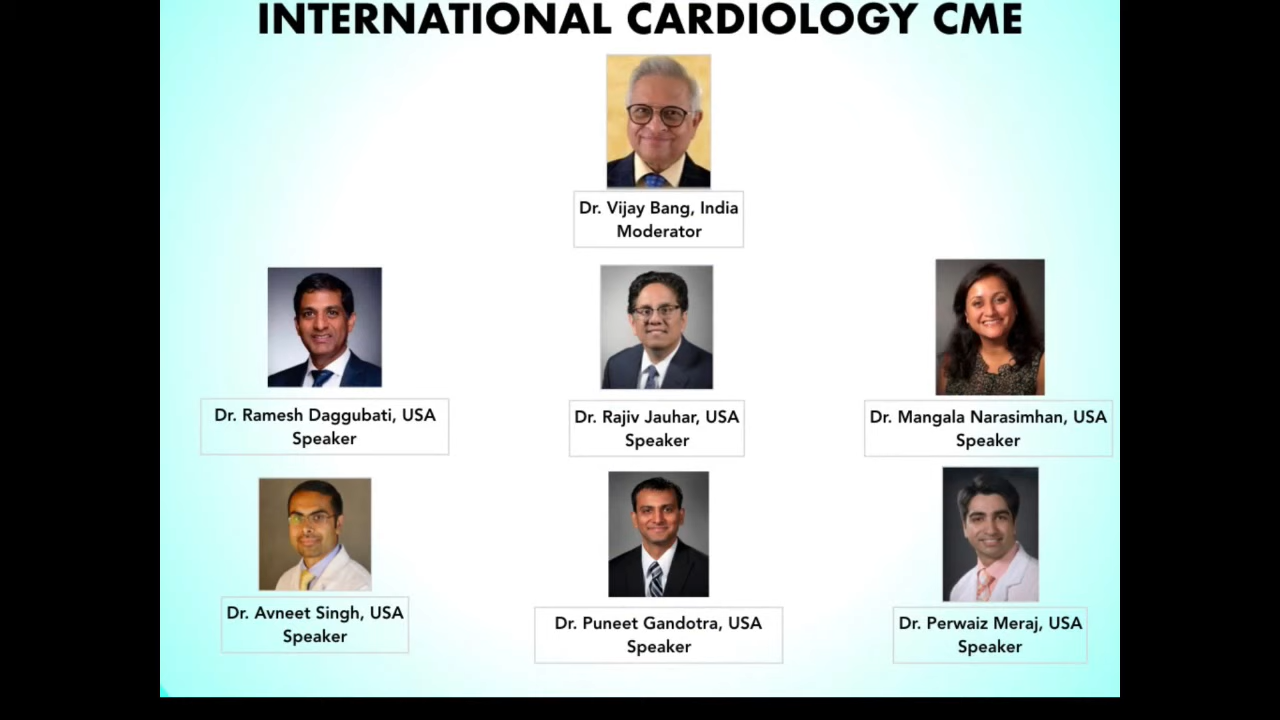 INTERNATIONAL CARDIOLOGY CME
Dr. Vijay Bang, India
Moderator
Dr. Ramesh Daggubati, USA
Speaker
Dr. Rajiv Jauhar, USA
Speaker
Dr. Mangala Narasimhan, USA
Speaker
Dr. Avneet Singh, USA
Speaker
Dr. Puneet Gandotra, USA
Speaker
Dr. Perwaiz Meraj, USA
Speaker